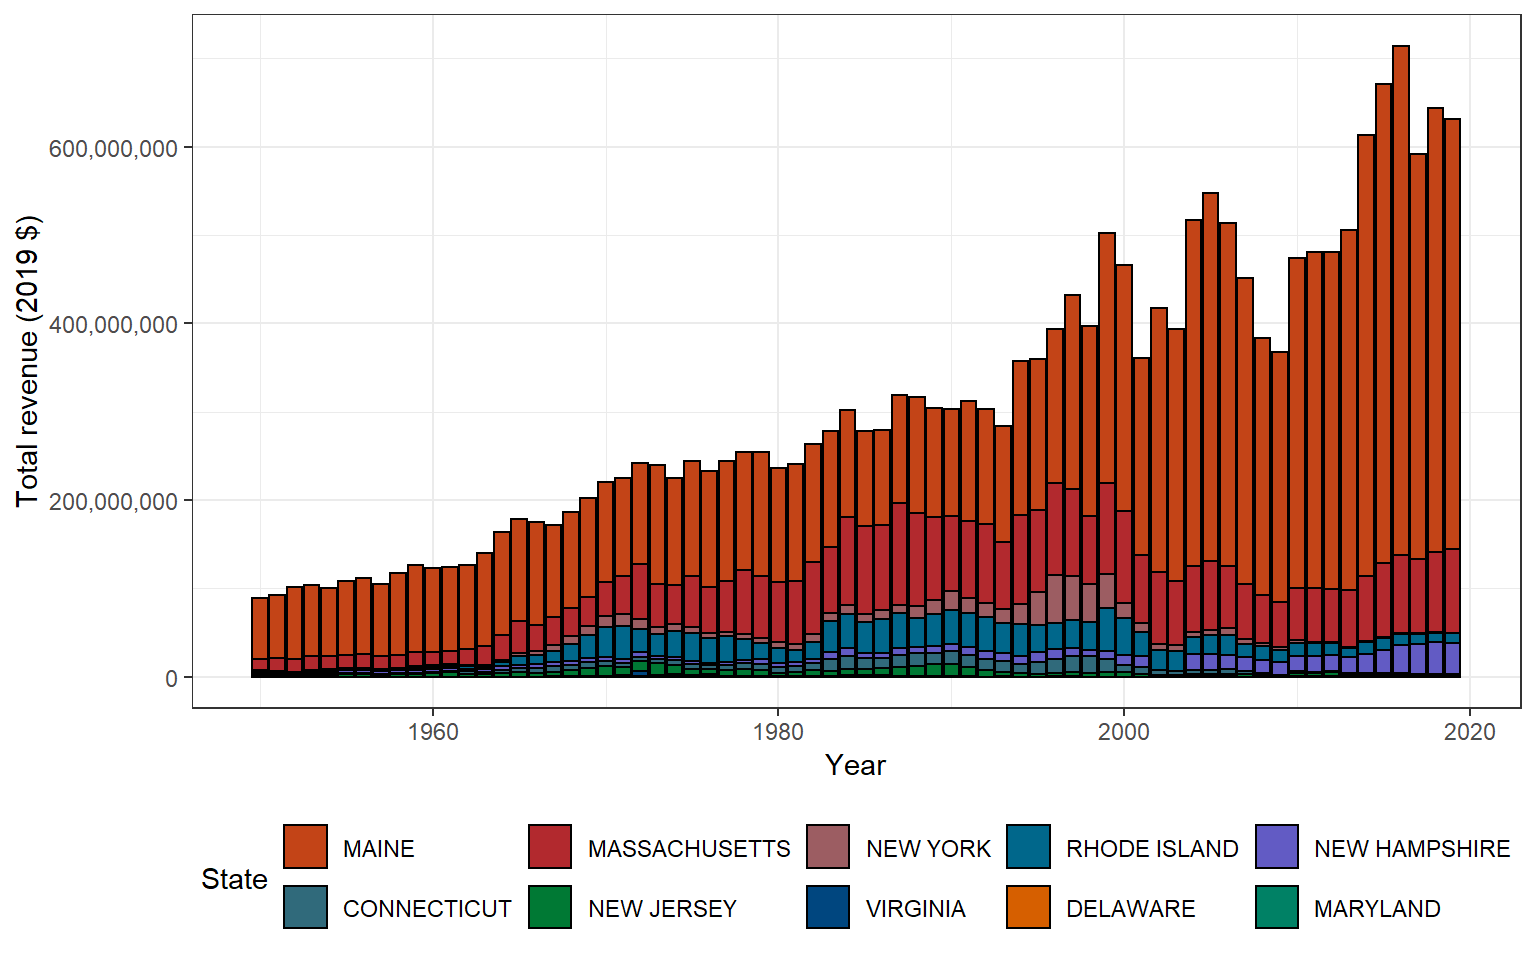 Total revenue (2019 $)
600,000,000
400,000,000
200,000,000
0
1960
1980
2000
2020
Year
State
MAINE
MASSACHUSETTS
NEW YORK
RHODE ISLAND
NEW HAMPSHIRE
CONNECTICUT
NEW JERSEY
VIRGINIA
DELAWARE
MARYLAND